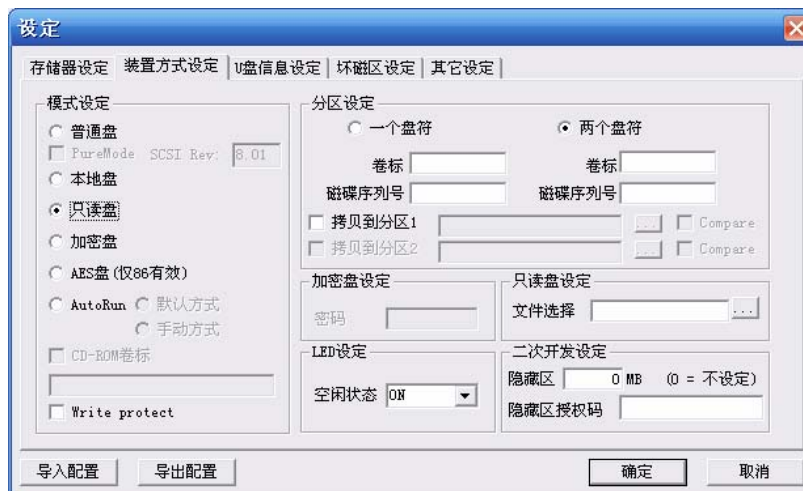 设定
存储器设定 装置方式设定 U盘信息设定 坏磁区设定 其它设定
模式设定
普通盘
PureMode SCSI Rev: 8.01
本地盘
只读盘
加密盘
AES盘(仅86有效)
AutoRun 默认方式
手动方式
CD-ROM卷标
Write protect
分区设定
一个盘符 两个盘符
卷标 卷标
磁碟序列号 磁碟序列号
拷贝到分区1 ... Compare
拷贝到分区2 ... Compare
加密盘设定
密码
只读盘设定
文件选择 ...
LED设定
空闲状态 ON
二次开发设定
隐藏区 0 MB (0 = 不设定)
隐藏区授权码
导入配置 导出配置 确定 取消